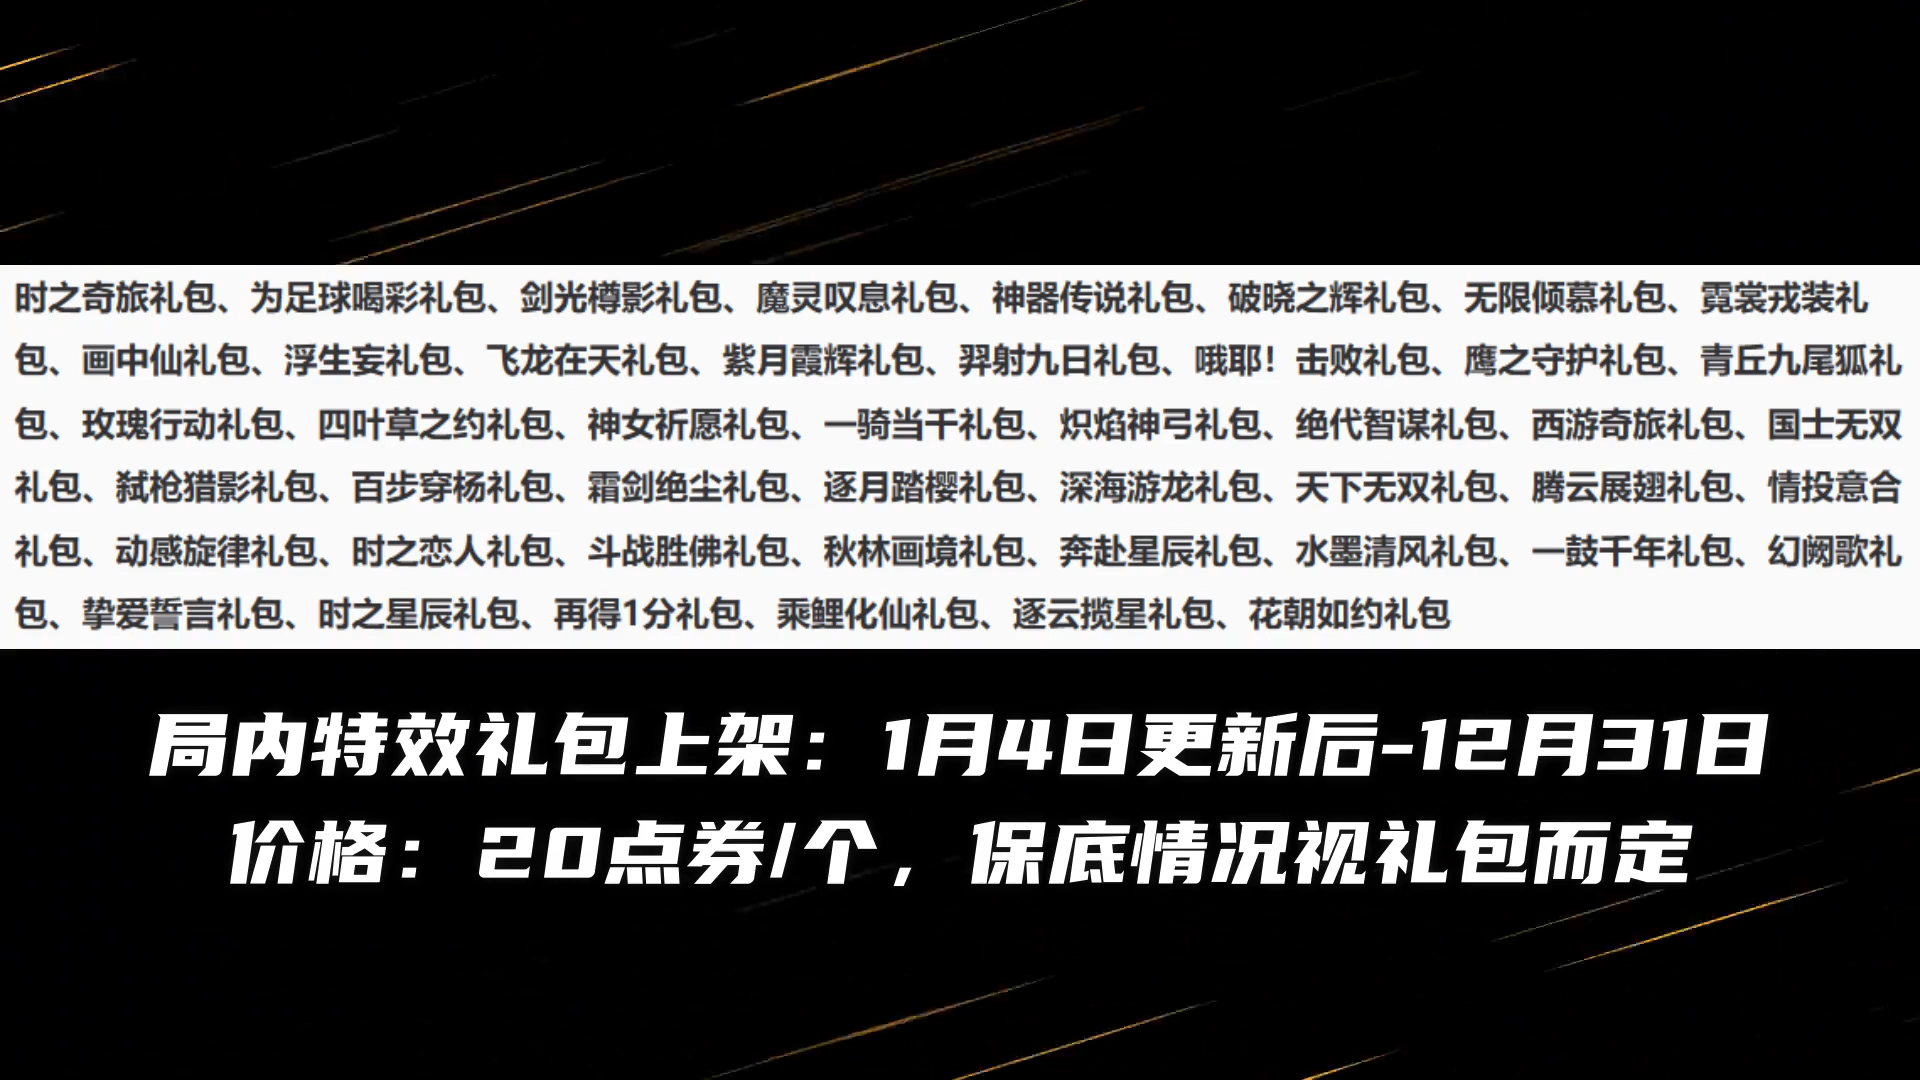 时之奇旅礼包、为足球喝彩礼包、剑光樽影礼包、魔灵叹息礼包、神器传说礼包、破晓之辉礼包、无限倾慕礼包、霓裳戎装礼
包、画中仙礼包、浮生妄礼包、飞龙在天礼包、紫月霞辉礼包、羿射九日礼包、哦耶！击败礼包、鹰之守护礼包、青丘九尾狐礼
包、玫瑰行动礼包、四叶草之约礼包、神女祈愿礼包、一骑当千礼包、炽焰神弓礼包、绝代智谋礼包、西游奇旅礼包、国士无双
礼包、弑枪猎影礼包、百步穿杨礼包、霜剑绝尘礼包、逐月踏樱礼包、深海游龙礼包、天下无双礼包、腾云展翅礼包、情投意合
礼包、动感旋律礼包、时之恋人礼包、斗战胜佛礼包、秋林画境礼包、奔赴星辰礼包、水墨清风礼包、一鼓千年礼包、幻阙歌礼
包、挚爱誓言礼包、时之星辰礼包、再得1分礼包、乘鲤化仙礼包、逐云揽星礼包、花朝如约礼包
局内特效礼包上架：1月4日更新后-12月31日
价格：20点券/个，保底情况视礼包而定